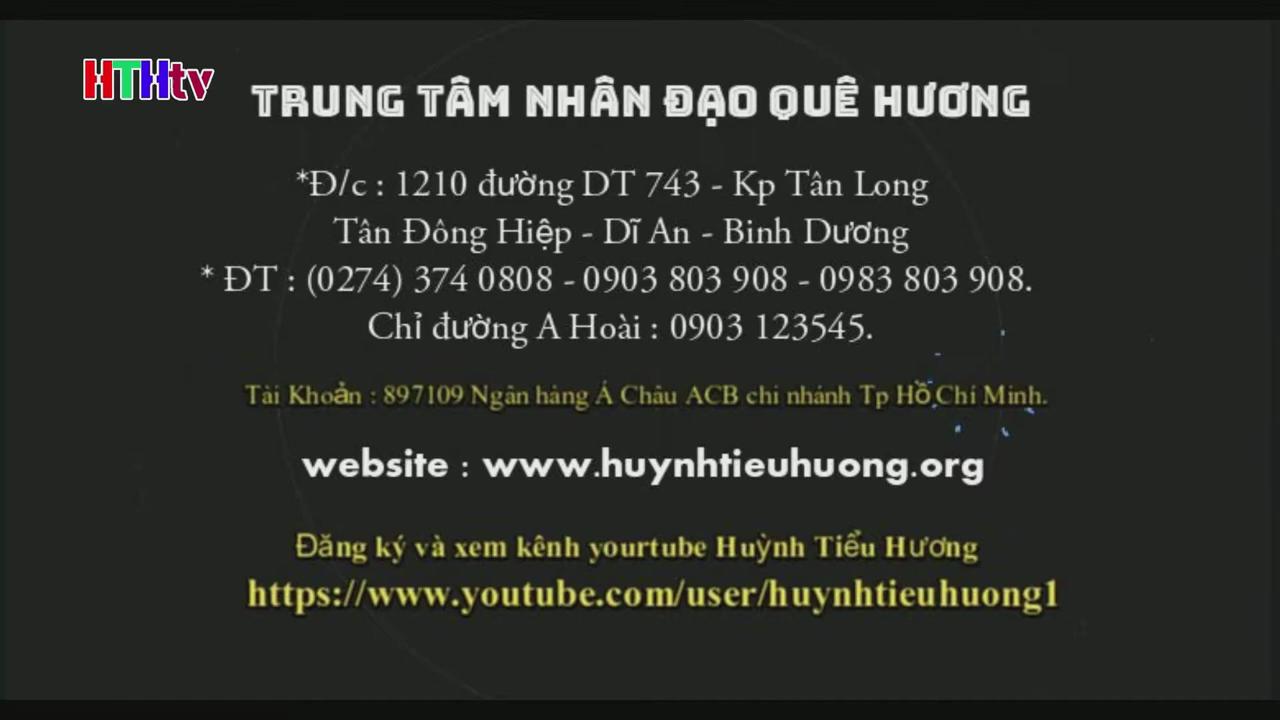 HTHtv
TRUNG TÂM NHÂN ĐẠO QUÊ HƯƠNG
*Đ/c : 1210 đường DT 743 - Kp Tân Long
Tân Đông Hiệp - Dĩ An - Binh Dương
* ĐT : (0274) 374 0808 - 0903 803 908 - 0983 803 908.
Chỉ đường A Hoài : 0903 123545.
Tài Khoản : 897109 Ngân hàng Á Châu ACB chi nhánh Tp Hồ Chí Minh.
website : www.huynhtieuhuong.org
Đăng ký và xem kênh yourtube Huỳnh Tiểu Hương
https://www.youtube.com/user/huynhtieuhuong1